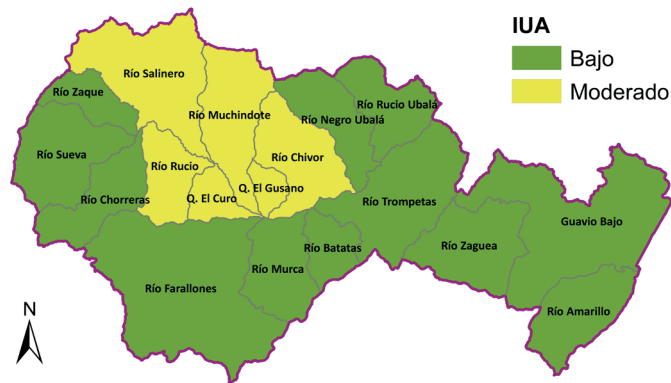 IUA
Bajo
Moderado
Río Salinero
Río Zaque
Río Muchindote
Río Rucio Ubalá
Río Negro Ubalá
Río Sueva
Río Rucio
Río Chivor
Q. El Gusano
Q. El Curo
Río Chorreras
Río Trompetas
Guavio Bajo
Río Batatas
Río Zaguea
Río Murca
Río Farallones
Río Amarillo
N